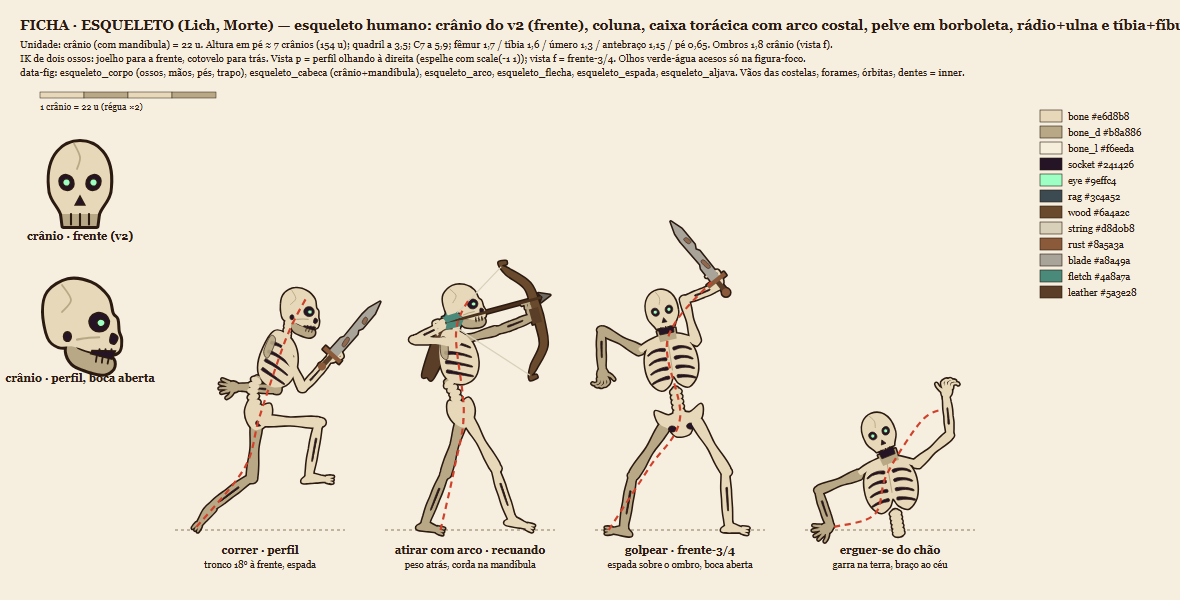 FICHA · ESQUELETO (Lich, Morte) — esqueleto humano: crânio do v2 (frente), coluna, caixa torácica com arco costal, pelve em borboleta, rádio+ulna e tíbia+fíbu
Unidade: crânio (com mandíbula) = 22 u. Altura em pé ≈ 7 crânios (154 u); quadril a 3,5; C7 a 5,9; fêmur 1,7 / tíbia 1,6 / úmero 1,3 / antebraço 1,15 / pé 0,65. Ombros 1,8 crânio (vista f).
IK de dois ossos: joelho para a frente, cotovelo para trás. Vista p = perfil olhando à direita (espelhe com scale(-1 1)); vista f = frente-3/4. Olhos verde-água acesos só na figura-foco.
data-fig: esqueleto_corpo (ossos, mãos, pés, trapo), esqueleto_cabeca (crânio+mandíbula), esqueleto_arco, esqueleto_flecha, esqueleto_espada, esqueleto_aljava. Vãos das costelas, forames, órbitas, dentes = inner.
1 crânio = 22 u (régua ×2)
bone #e6d8b8
bone_d #b8a886
bone_l #f6eeda
socket #241426
eye #9effc4
rag #3c4a52
wood #6a4a2c
string #d8d0b8
rust #8a5a3a
blade #a8a49a
fletch #4a8a7a
leather #5a3e28
crânio · frente (v2)
crânio · perfil, boca aberta
correr · perfil
tronco 18º à frente, espada
atirar com arco · recuando
peso atrás, corda na mandíbula
golpear · frente-3/4
espada sobre o ombro, boca aberta
erguer-se do chão
garra na terra, braço ao céu